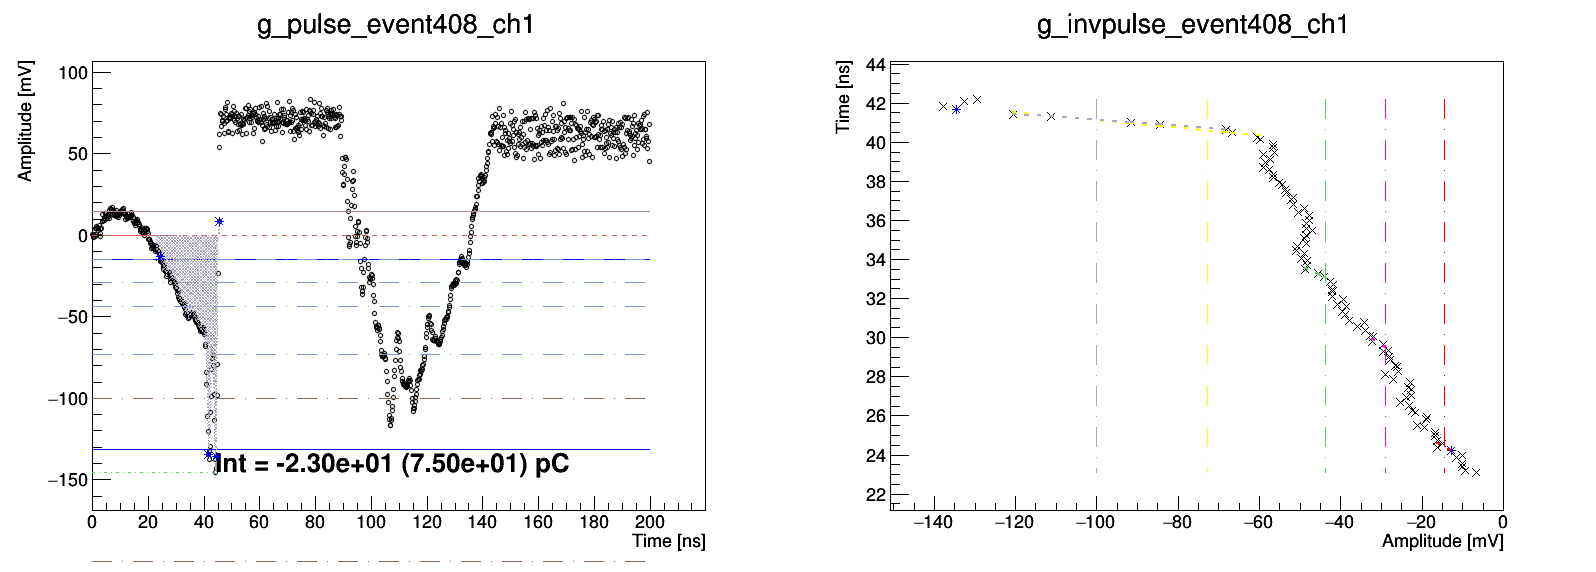 g_pulse_event408_ch1
Amplitude [mV]
100
50
0
−50
−100
−150
Int = -2.30e+01 (7.50e+01) pC
0 20 40 60 80 100 120 140 160 180 200
Time [ns]
g_invpulse_event408_ch1
Time [ns]
44
42
40
38
36
34
32
30
28
26
24
22
−140 −120 −100 −80 −60 −40 −20 0
Amplitude [mV]